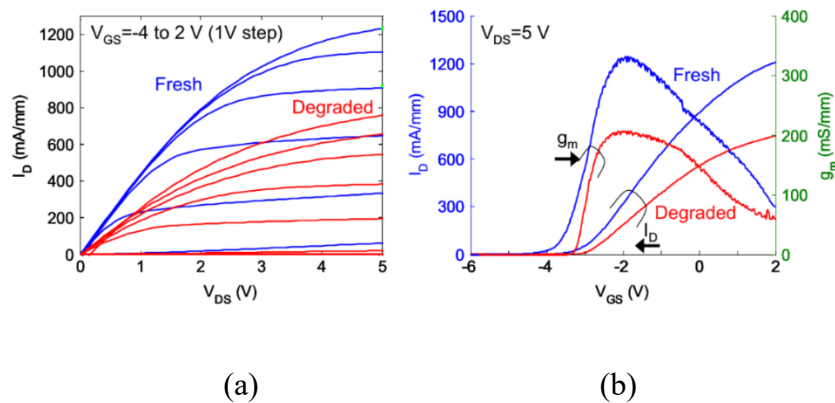 V_GS=-4 to 2 V (1V step)
Fresh
Degraded
I_D (mA/mm)
1200
1000
800
600
400
200
0
0 1 2 3 4 5
V_DS (V)
(a)
V_DS=5 V
Fresh
g_m
Degraded
I_D
I_D (mA/mm)
1500
1200
900
600
300
0
g_m (mS/mm)
400
300
200
100
0
-6 -4 -2 0 2
V_GS (V)
(b)